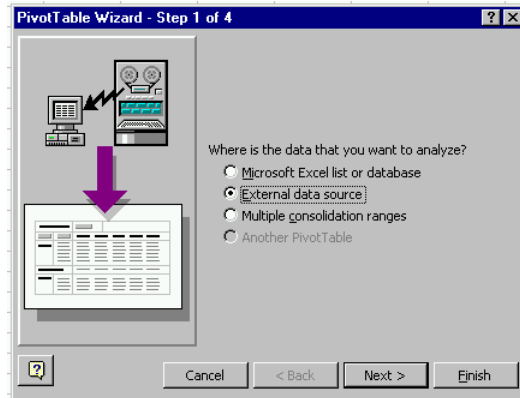 PivotTable Wizard - Step 1 of 4
Where is the data that you want to analyze?
Microsoft Excel list or database
External data source
Multiple consolidation ranges
Another PivotTable
Cancel
< Back
Next >
Finish